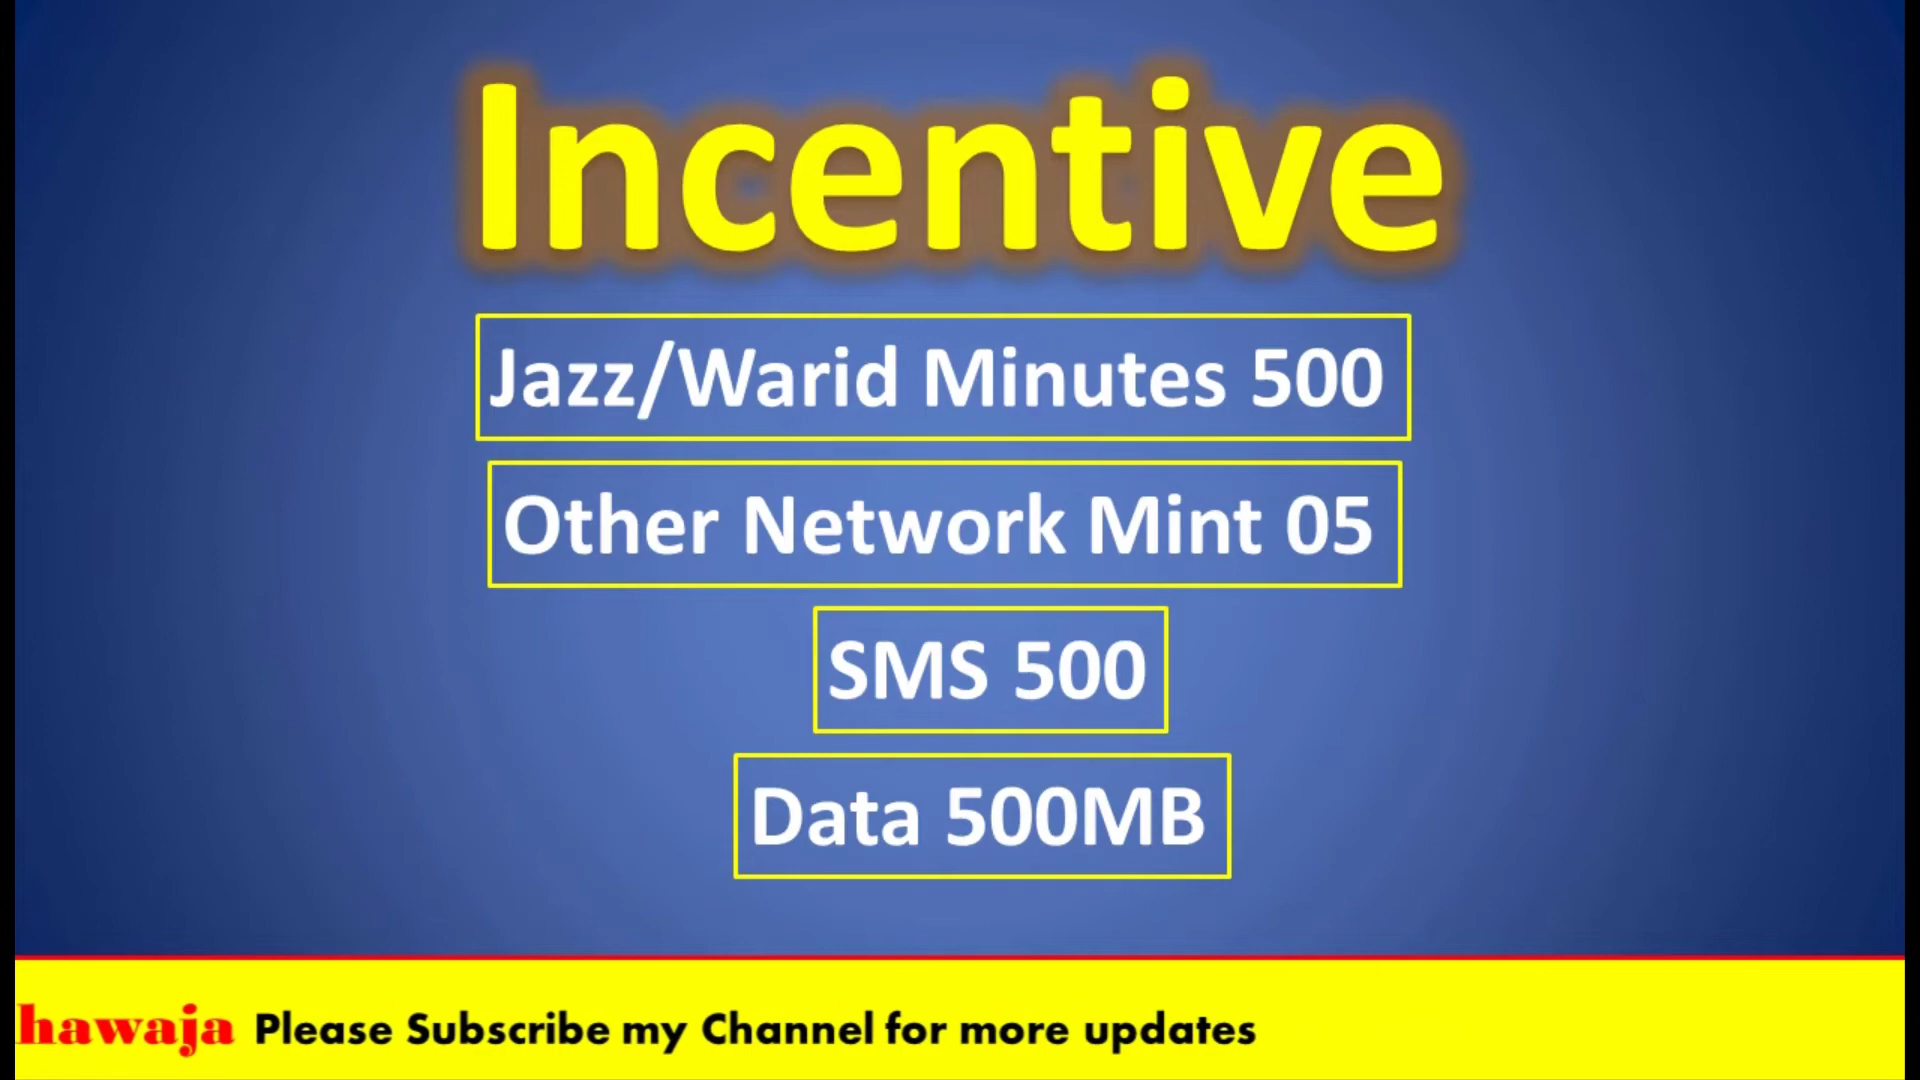 Incentive
Jazz/Warid Minutes 500
Other Network Mint 05
SMS 500
Data 500MB
hawaja Please Subscribe my Channel for more updates